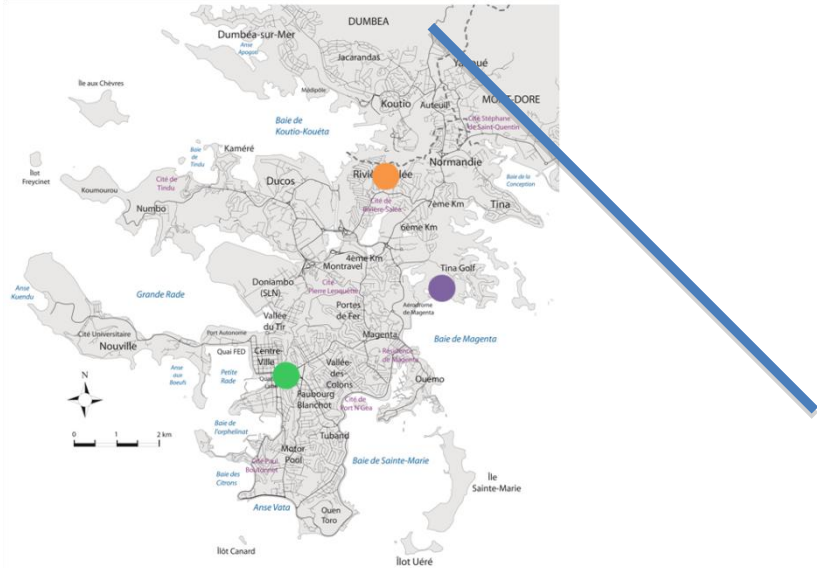 DUMBEA
Dumbéa-sur-Mer
Anse
Apogoti
Jacarandas
Île aux Chèvres
Médipôle
Koutio
Auteuil
MONT-DORE
Cité Stéphane
de Saint-Quentin
Baie de
Koutio-Kouéta
Baie
de
Tindu
Kaméré
Normandie
Îlot
Freycinet
Koumourou
Cité de
Tindu
Ducos
Baie de la
Conception
Numbo
Cité de
Rivière-Salée
7ème Km
Tina
6ème Km
4ème Km
Montravel
Tina Golf
Anse
Kuendu
Grande Rade
Doniambo
(SLN)
Cité
Pierre Lenquette
Portes
de Fer
Aérodrome
de Magenta
Vallée
du Tir
Cité Universitaire
Nouville
Port Autonome
Magenta
Baie de Magenta
Quai FED
Centre-
Ville
Résidence
de Magenta
Anse
aux
Boeufs
Petite
Rade
Vallée-
des-
Colons
Ouémo
Faubourg
Blanchot
Cité de
Port N'Géa
N
0 1 2 km
Baie de
l'orphelinat
Tuband
Motor
Pool
Baie de Sainte-Marie
Baie des
Citrons
Île
Sainte-Marie
Anse Vata
Ouen
Toro
Îlot Canard
Îlot Uéré